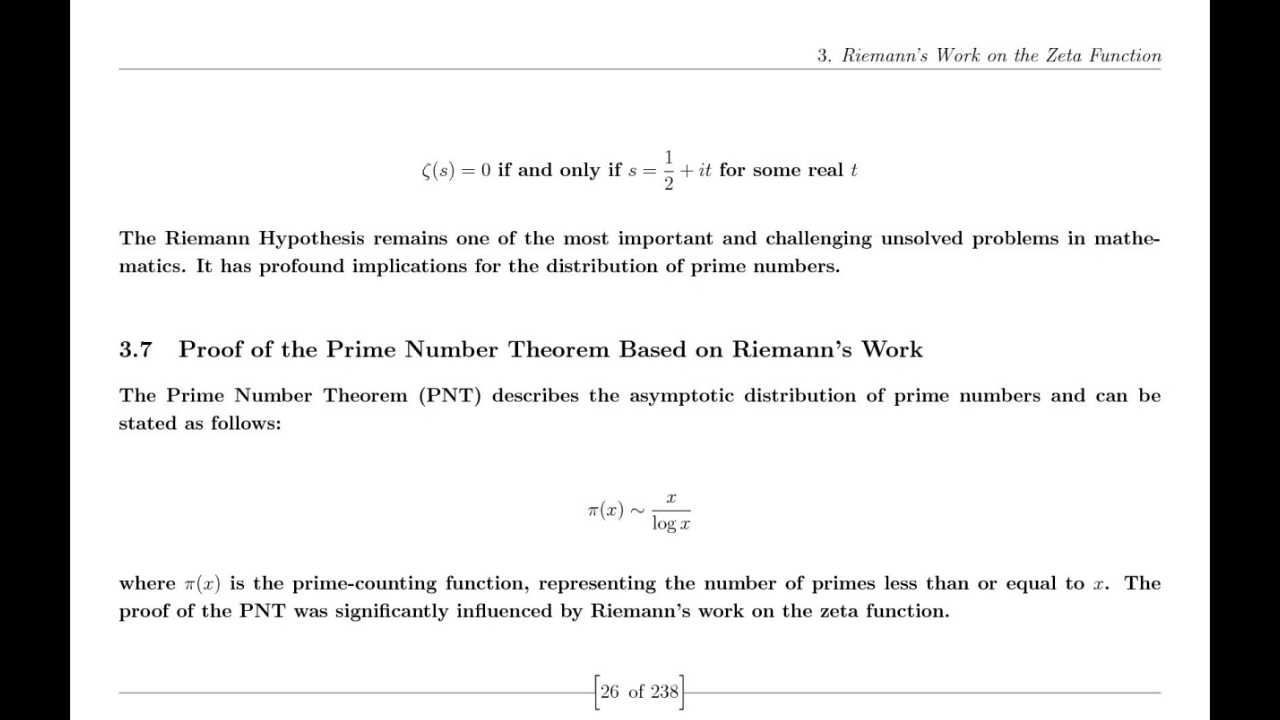 3. Riemann's Work on the Zeta Function
ζ(s) = 0 if and only if s = 1/2 + it for some real t
The Riemann Hypothesis remains one of the most important and challenging unsolved problems in mathe-
matics. It has profound implications for the distribution of prime numbers.
3.7 Proof of the Prime Number Theorem Based on Riemann's Work
The Prime Number Theorem (PNT) describes the asymptotic distribution of prime numbers and can be
stated as follows:
π(x) ∼ x/log x
where π(x) is the prime-counting function, representing the number of primes less than or equal to x. The
proof of the PNT was significantly influenced by Riemann's work on the zeta function.
[26 of 238]